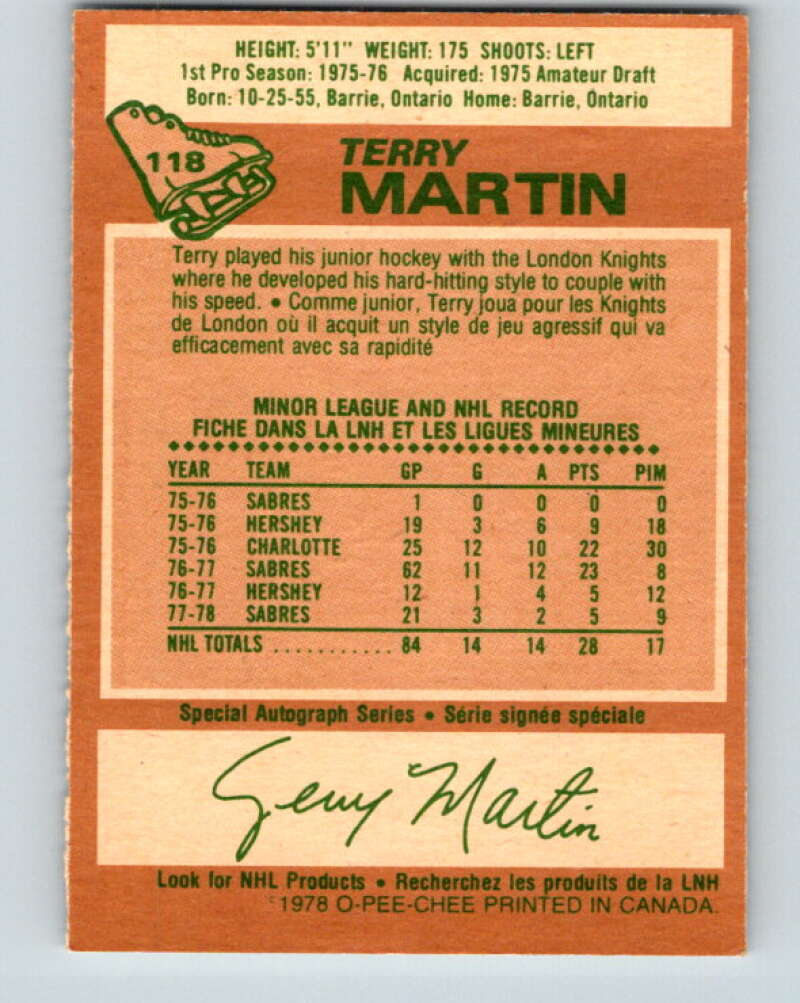 HEIGHT: 5'11" WEIGHT: 175 SHOOTS: LEFT
1st Pro Season: 1975-76 Acquired: 1975 Amateur Draft
Born: 10-25-55, Barrie, Ontario Home: Barrie, Ontario
118
TERRY
MARTIN
Terry played his junior hockey with the London Knights
where he developed his hard-hitting style to couple with
his speed. • Comme junior, Terry joua pour les Knights
de London où il acquit un style de jeu agressif qui va
efficacement avec sa rapidité
MINOR LEAGUE AND NHL RECORD
FICHE DANS LA LNH ET LES LIGUES MINEURES
YEAR TEAM GP G A PTS PIM
75-76 SABRES 1 0 0 0 0
75-76 HERSHEY 19 3 6 9 18
75-76 CHARLOTTE 25 12 10 22 30
76-77 SABRES 62 11 12 23 8
76-77 HERSHEY 12 1 4 5 12
77-78 SABRES 21 3 2 5 9
NHL TOTALS ........... 84 14 14 28 17
Special Autograph Series • Série signée spéciale
Terry Martin
Look for NHL Products • Recherchez les produits de la LNH
©1978 O-PEE-CHEE PRINTED IN CANADA.